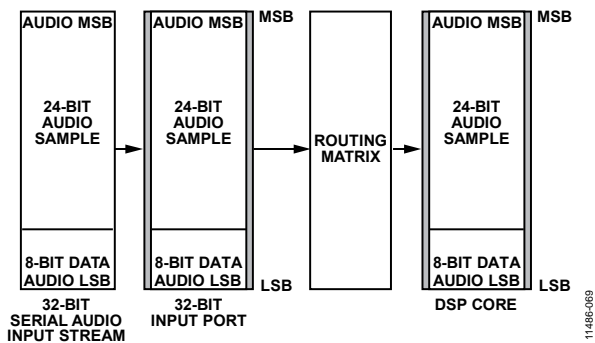 AUDIO MSB
24-BIT
AUDIO
SAMPLE
8-BIT DATA
AUDIO LSB
32-BIT
SERIAL AUDIO
INPUT STREAM
AUDIO MSB
MSB
24-BIT
AUDIO
SAMPLE
8-BIT DATA
AUDIO LSB
LSB
32-BIT
INPUT PORT
ROUTING
MATRIX
AUDIO MSB
MSB
24-BIT
AUDIO
SAMPLE
8-BIT DATA
AUDIO LSB
LSB
DSP CORE
11486-069